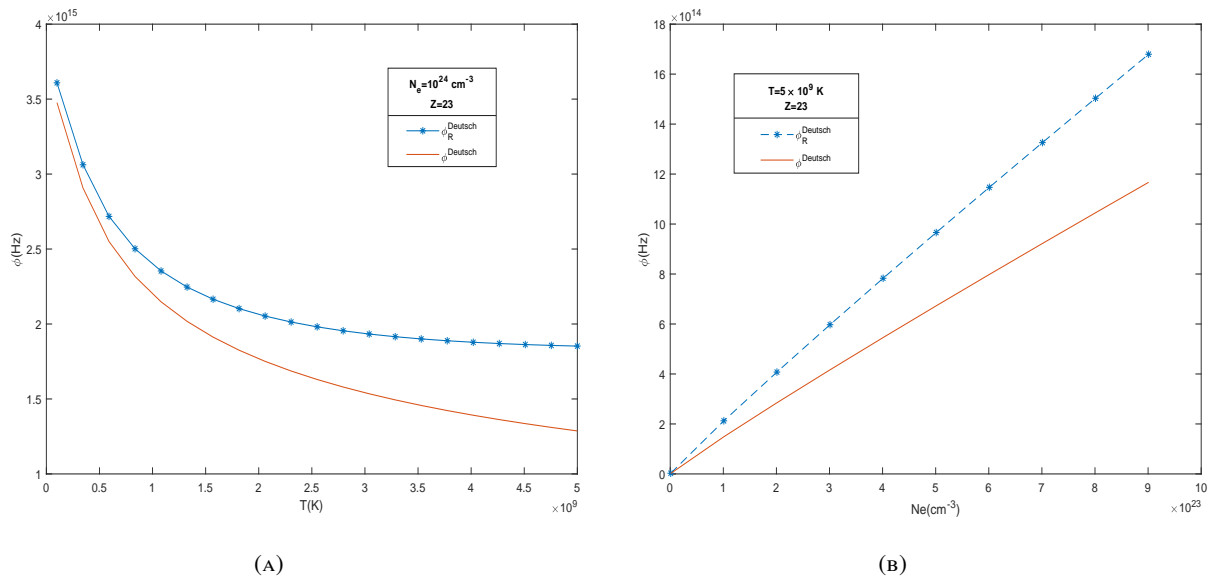 ×10^15
4
3.5
3
2.5
2
1.5
1
ϕ(Hz)
N_e=10^24 cm^-3
Z=23
ϕ_R^Deutsch
ϕ^Deutsch
0 0.5 1 1.5 2 2.5 3 3.5 4 4.5 5
T(K)
×10^9
(A)
×10^14
18
16
14
12
10
8
6
4
2
0
ϕ(Hz)
T=5 × 10^9 K
Z=23
ϕ_R^Deutsch
ϕ^Deutsch
0 1 2 3 4 5 6 7 8 9 10
Ne(cm^-3)
×10^23
(B)